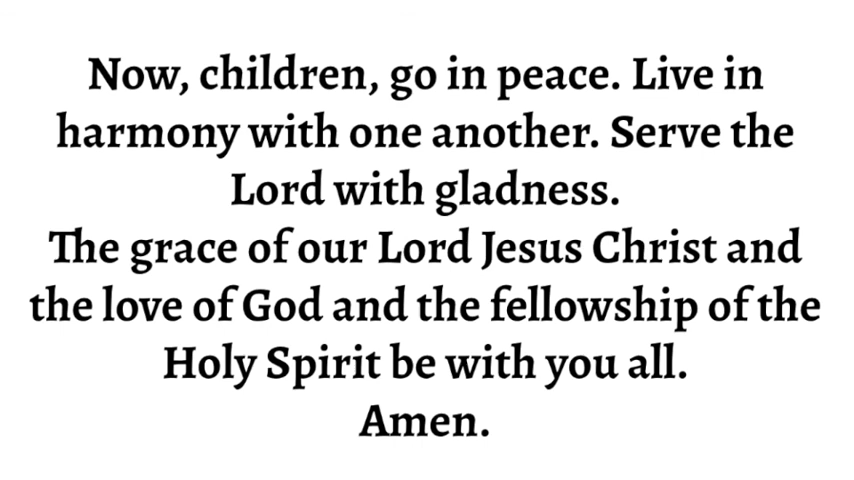 Now, children, go in peace. Live in
harmony with one another. Serve the
Lord with gladness.
The grace of our Lord Jesus Christ and
the love of God and the fellowship of the
Holy Spirit be with you all.
Amen.